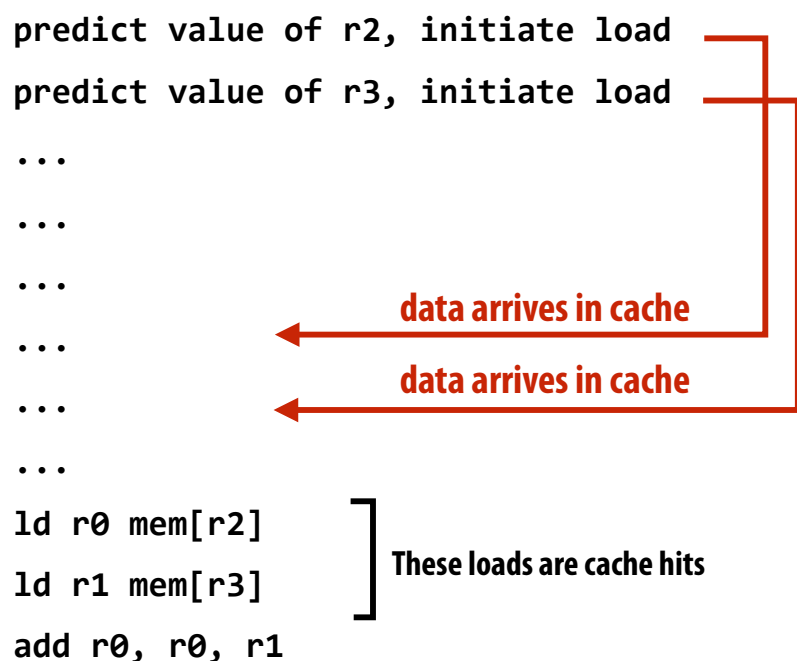 predict value of r2, initiate load
predict value of r3, initiate load
...
...
...
data arrives in cache
...
data arrives in cache
...
...
ld r0 mem[r2]
These loads are cache hits
ld r1 mem[r3]
add r0, r0, r1